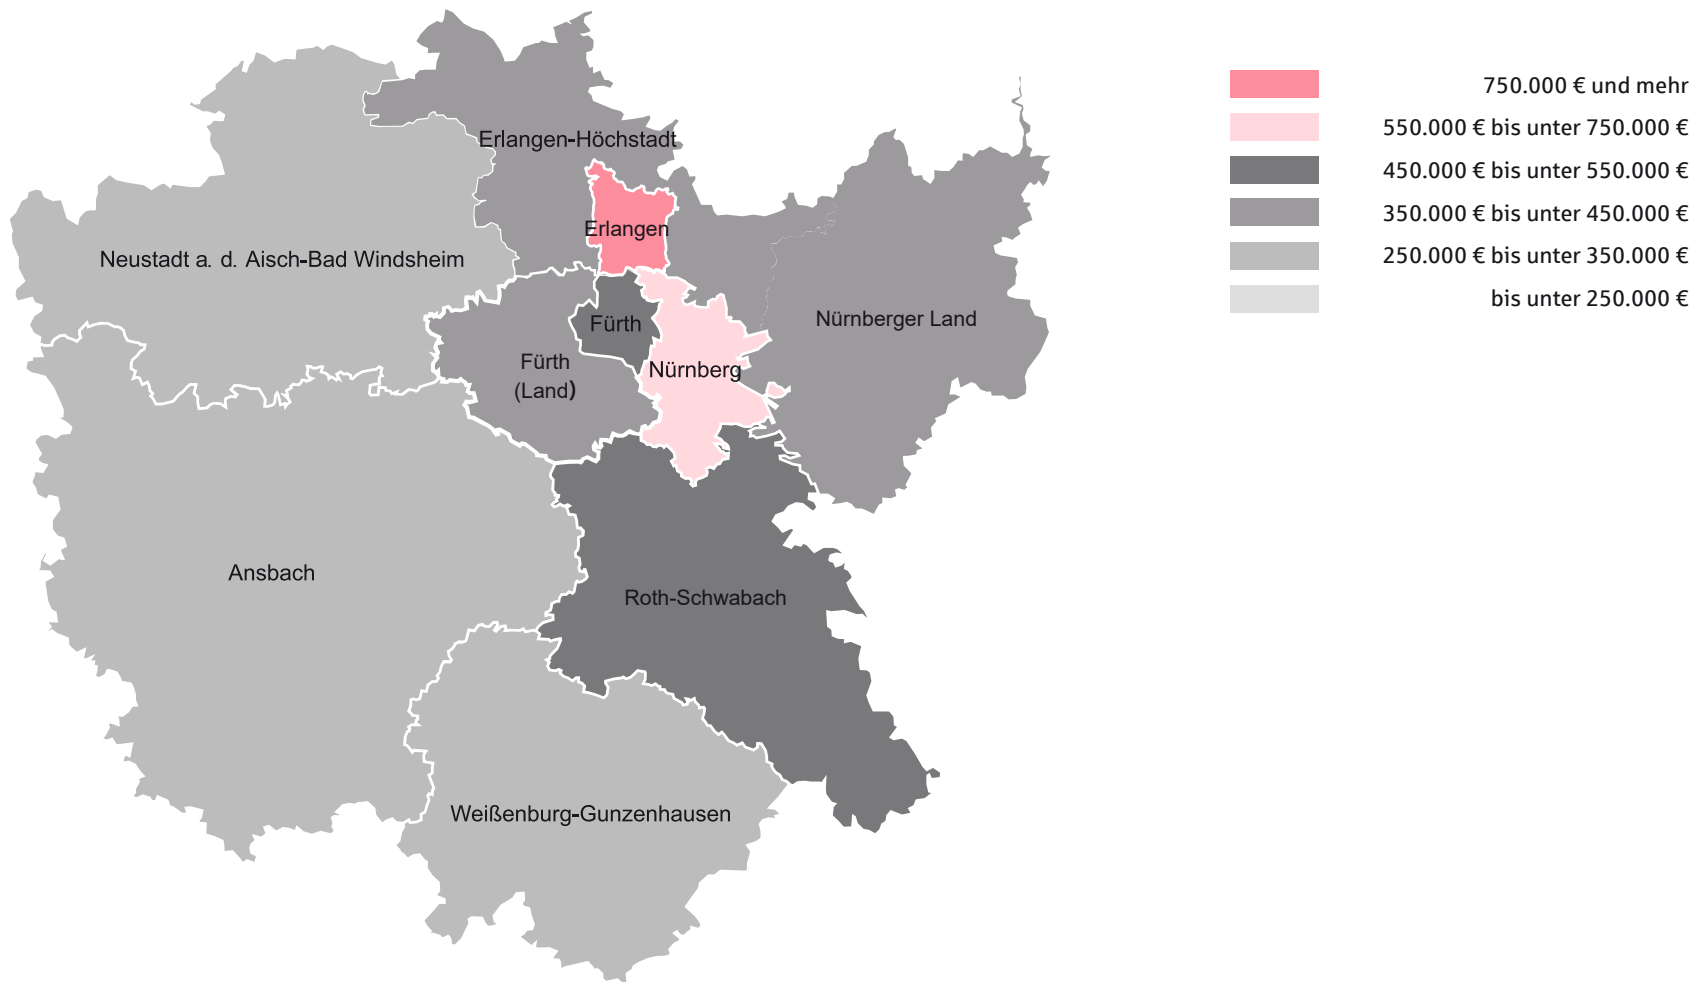 750.000 € und mehr
550.000 € bis unter 750.000 €
450.000 € bis unter 550.000 €
350.000 € bis unter 450.000 €
250.000 € bis unter 350.000 €
bis unter 250.000 €
Erlangen-Höchstadt
Erlangen
Neustadt a. d. Aisch-Bad Windsheim
Fürth
Nürnberger Land
Fürth
(Land)
Nürnberg
Ansbach
Roth-Schwabach
Weißenburg-Gunzenhausen